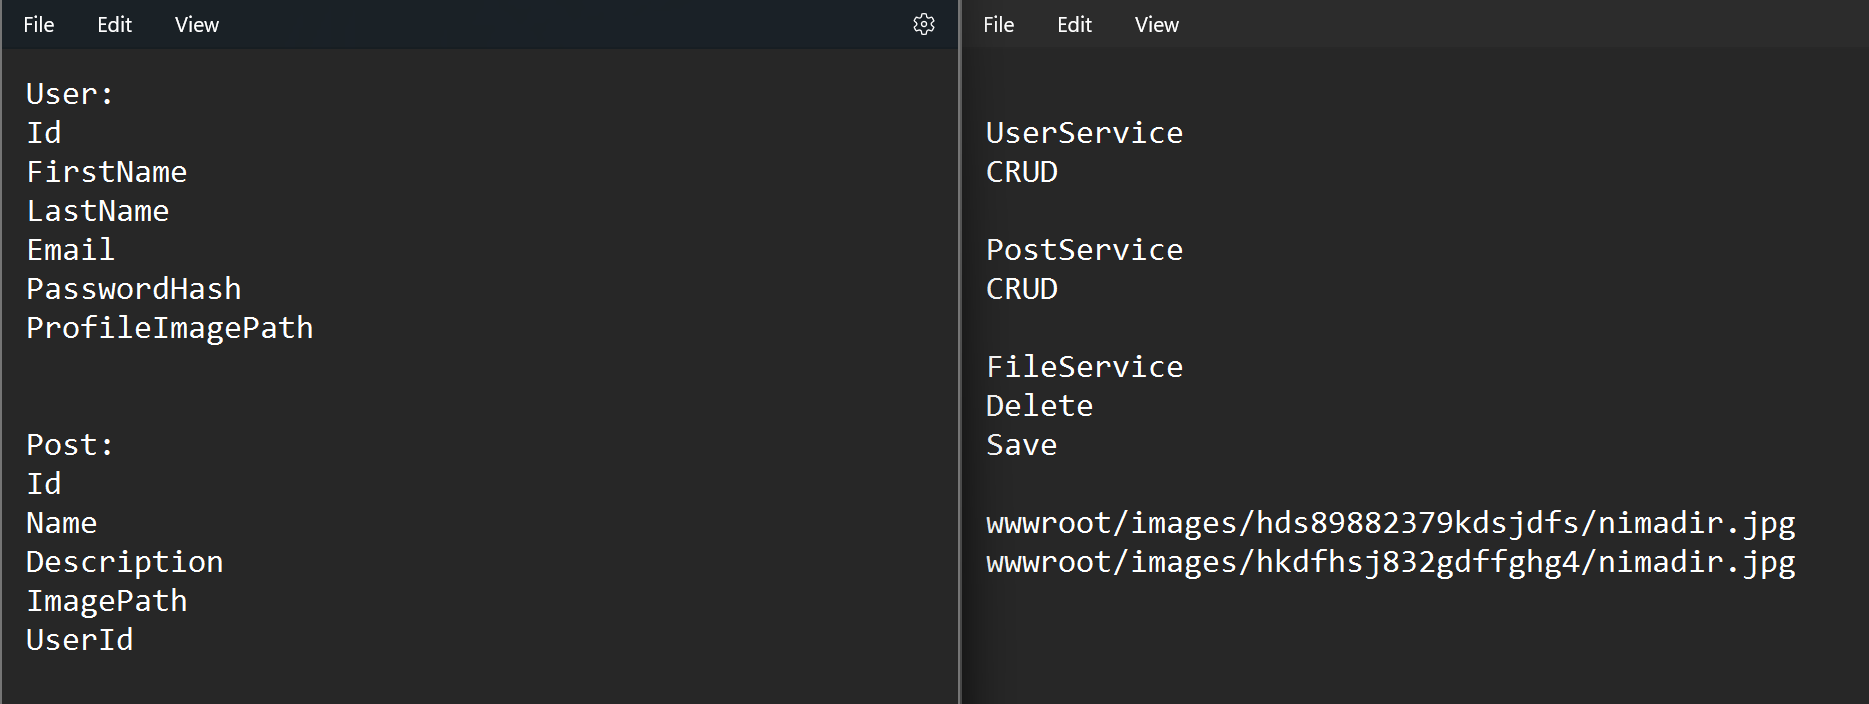 File Edit View
User:
Id
FirstName
LastName
Email
PasswordHash
ProfileImagePath
Post:
Id
Name
Description
ImagePath
UserId
File Edit View
UserService
CRUD
PostService
CRUD
FileService
Delete
Save
wwwroot/images/hds89882379kdsjdfs/nimadir.jpg
wwwroot/images/hkdfhsj832gdffghg4/nimadir.jpg